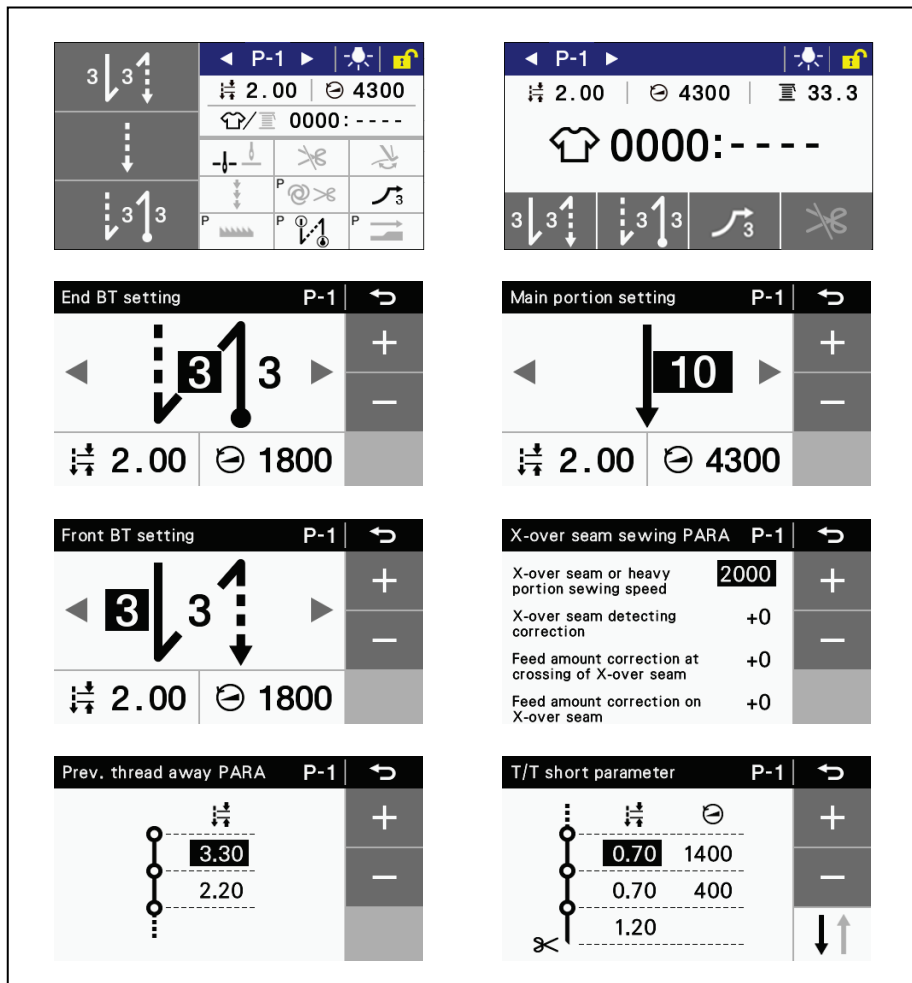 3 3
◄ P-1 ►
2.00 4300
0000:----
3
3 3
P
P
P
P
◄ P-1 ►
2.00 4300 33.3
0000:----
3 3
3 3
3
End BT setting P-1
3 3
+
−
2.00 1800
Main portion setting P-1
10
+
−
2.00 4300
Front BT setting P-1
3 3
+
−
2.00 1800
X-over seam sewing PARA P-1
X-over seam or heavy
portion sewing speed 2000
X-over seam detecting
correction +0
Feed amount correction at
crossing of X-over seam +0
Feed amount correction on
X-over seam +0
+
−
Prev. thread away PARA P-1
3.30
2.20
+
−
T/T short parameter P-1
0.70 1400
0.70 400
1.20
+
−